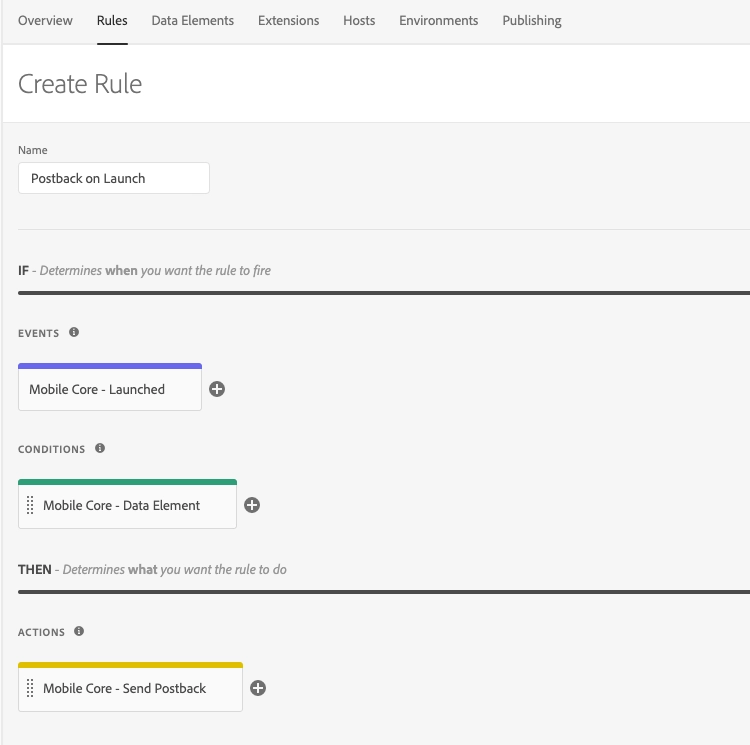 Overview Rules Data Elements Extensions Hosts Environments Publishing
Create Rule
Name
Postback on Launch
IF - Determines when you want the rule to fire
EVENTS
Mobile Core - Launched
CONDITIONS
Mobile Core - Data Element
THEN - Determines what you want the rule to do
ACTIONS
Mobile Core - Send Postback